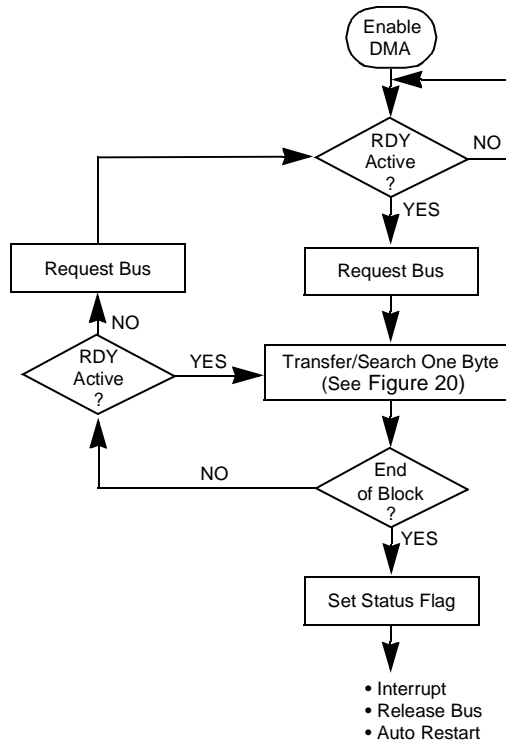 Enable
DMA
RDY
Active
?
NO
YES
Request Bus
Request Bus
NO
RDY
Active
?
YES
Transfer/Search One Byte
(See Figure 20)
NO
End
of Block
?
YES
Set Status Flag
• Interrupt
• Release Bus
• Auto Restart